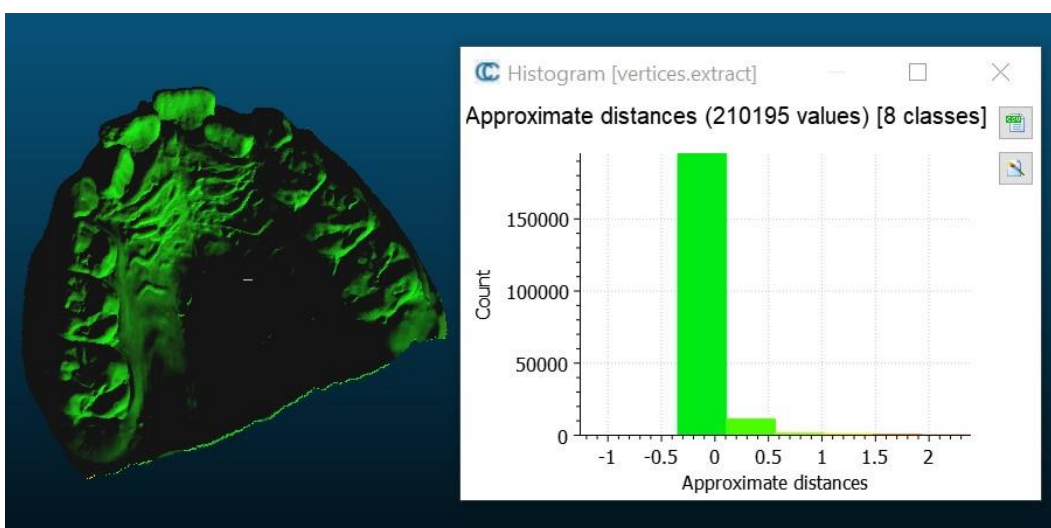 Histogram [vertices.extract]
Approximate distances (210195 values) [8 classes]
CSV
150000
100000
50000
0
Count
-1 -0.5 0 0.5 1 1.5 2
Approximate distances